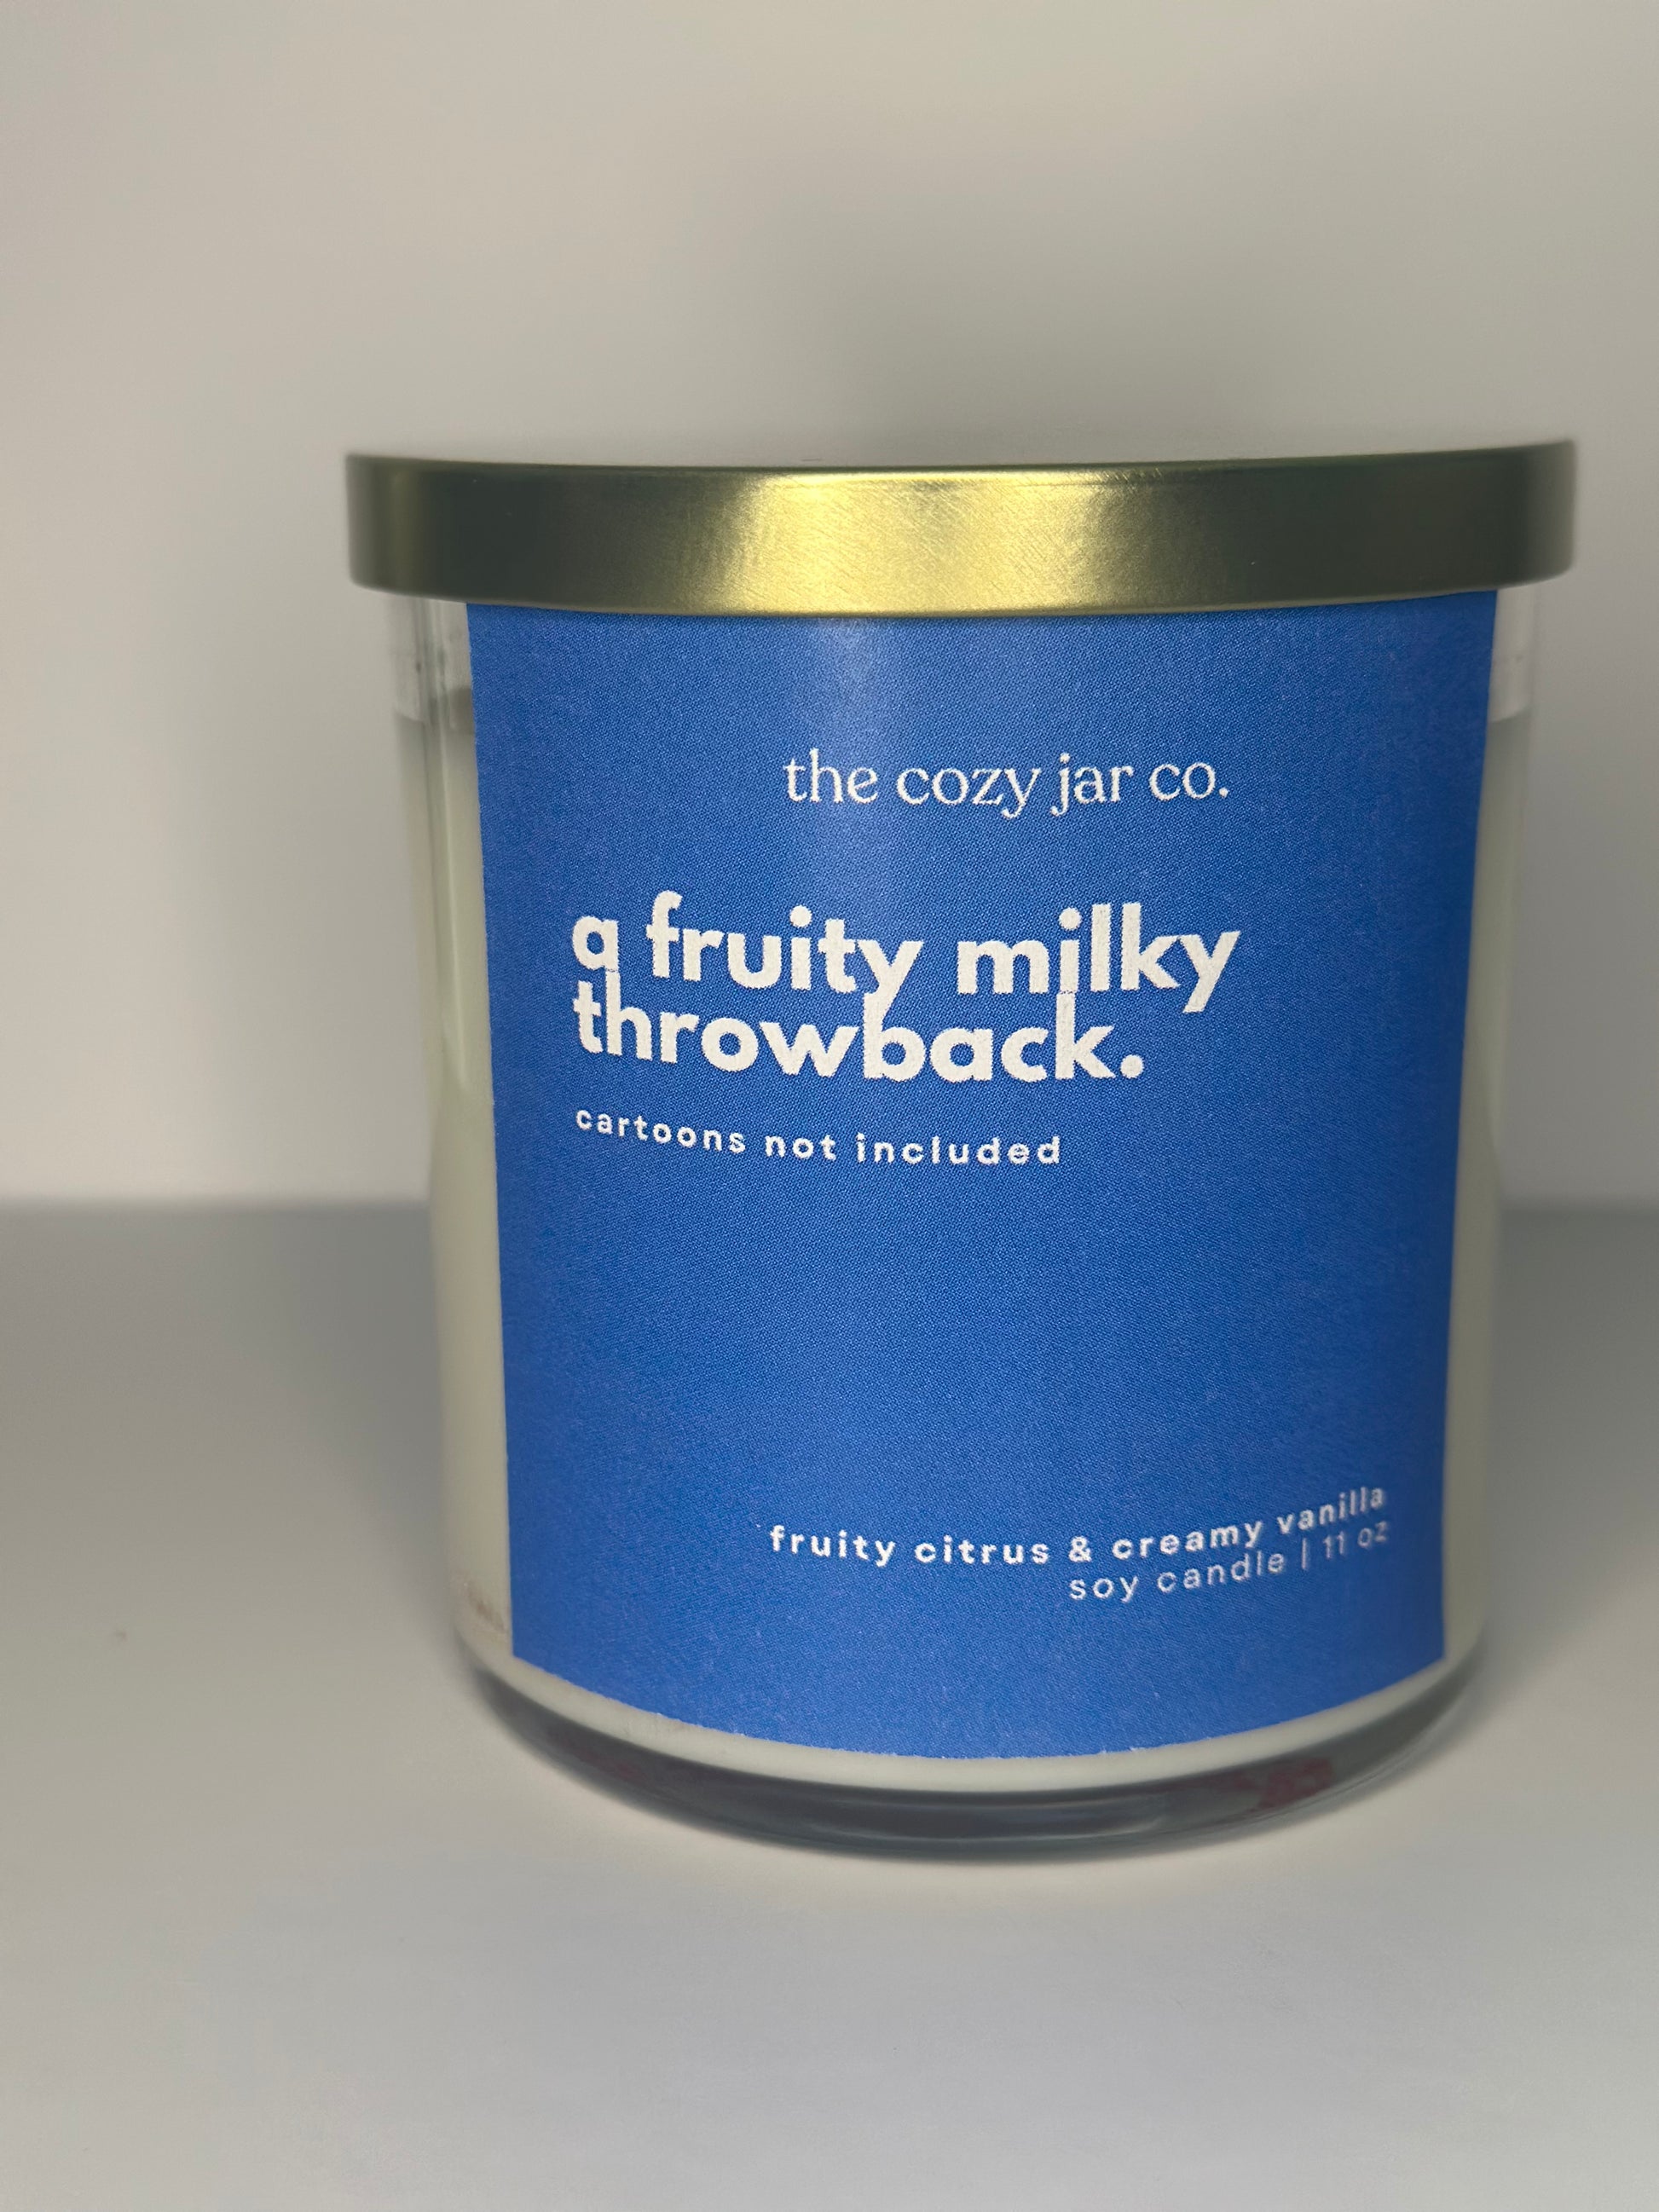 the cozy jar co.
a fruity milky
throwback.
cartoons not included
fruity citrus & creamy vanilla
soy candle | 11 oz